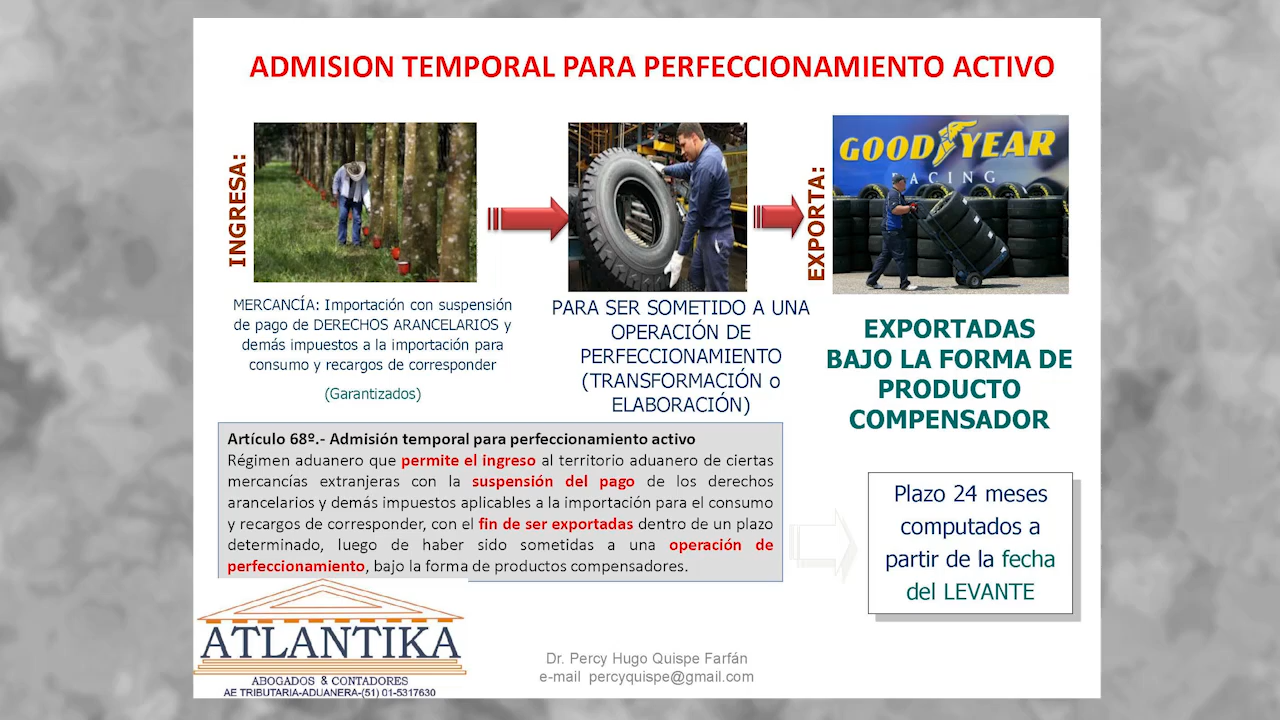 ADMISION TEMPORAL PARA PERFECCIONAMIENTO ACTIVO
INGRESA:
EXPORTA:
GOOD YEAR
RACING
MERCANCÍA: Importación con suspensión
de pago de DERECHOS ARANCELARIOS y
demás impuestos a la importación para
consumo y recargos de corresponder
(Garantizados)
PARA SER SOMETIDO A UNA
OPERACIÓN DE
PERFECCIONAMIENTO
(TRANSFORMACIÓN o
ELABORACIÓN)
EXPORTADAS
BAJO LA FORMA DE
PRODUCTO
COMPENSADOR
Artículo 68º.- Admisión temporal para perfeccionamiento activo
Régimen aduanero que permite el ingreso al territorio aduanero de ciertas
mercancías extranjeras con la suspensión del pago de los derechos
arancelarios y demás impuestos aplicables a la importación para el consumo
y recargos de corresponder, con el fin de ser exportadas dentro de un plazo
determinado, luego de haber sido sometidas a una operación de
perfeccionamiento, bajo la forma de productos compensadores.
Plazo 24 meses
computados a
partir de la fecha
del LEVANTE
ATLANTIKA
ABOGADOS & CONTADORES
AE TRIBUTARIA-ADUANERA-(51) 01-5317630
Dr. Percy Hugo Quispe Farfán
e-mail percyquispe@gmail.com